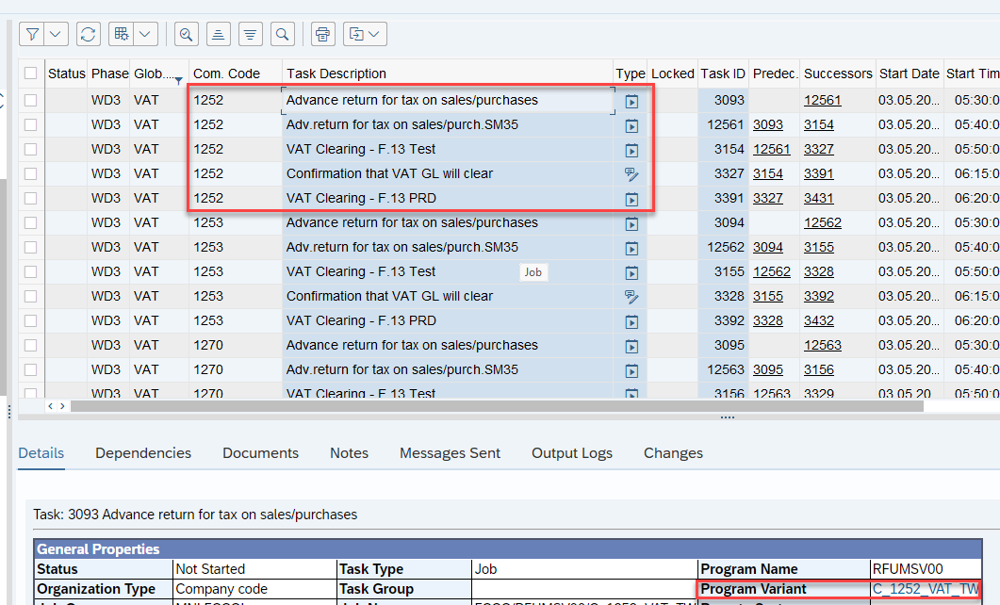 Status Phase Glob.... Com. Code Task Description Type Locked Task ID Predec. Successors Start Date Start Tim
WD3 VAT 1252 Advance return for tax on sales/purchases 3093 12561 03.05.20... 05:30:0
WD3 VAT 1252 Adv.return for tax on sales/purch.SM35 12561 3093 3154 03.05.20... 05:40:0
WD3 VAT 1252 VAT Clearing - F.13 Test 3154 12561 3327 03.05.20... 05:50:0
WD3 VAT 1252 Confirmation that VAT GL will clear 3327 3154 3391 03.05.20... 06:15:0
WD3 VAT 1252 VAT Clearing - F.13 PRD 3391 3327 3431 03.05.20... 06:20:0
WD3 VAT 1253 Advance return for tax on sales/purchases 3094 12562 03.05.20... 05:30:0
WD3 VAT 1253 Adv.return for tax on sales/purch.SM35 12562 3094 3155 03.05.20... 05:40:0
WD3 VAT 1253 VAT Clearing - F.13 Test Job 3155 12562 3328 03.05.20... 05:50:0
WD3 VAT 1253 Confirmation that VAT GL will clear 3328 3155 3392 03.05.20... 06:15:0
WD3 VAT 1253 VAT Clearing - F.13 PRD 3392 3328 3432 03.05.20... 06:20:0
WD3 VAT 1270 Advance return for tax on sales/purchases 3095 12563 03.05.20... 05:30:0
WD3 VAT 1270 Adv.return for tax on sales/purch.SM35 12563 3095 3156 03.05.20... 05:40:0
WD3 VAT 1270 VAT Clearing - F.13 Test 3156 12563 3329 03.05.20... 05:50:0
Details Dependencies Documents Notes Messages Sent Output Logs Changes
Task: 3093 Advance return for tax on sales/purchases
General Properties
Status Not Started Task Type Job Program Name RFUMSV00
Organization Type Company code Task Group Program Variant C_1252_VAT_TW